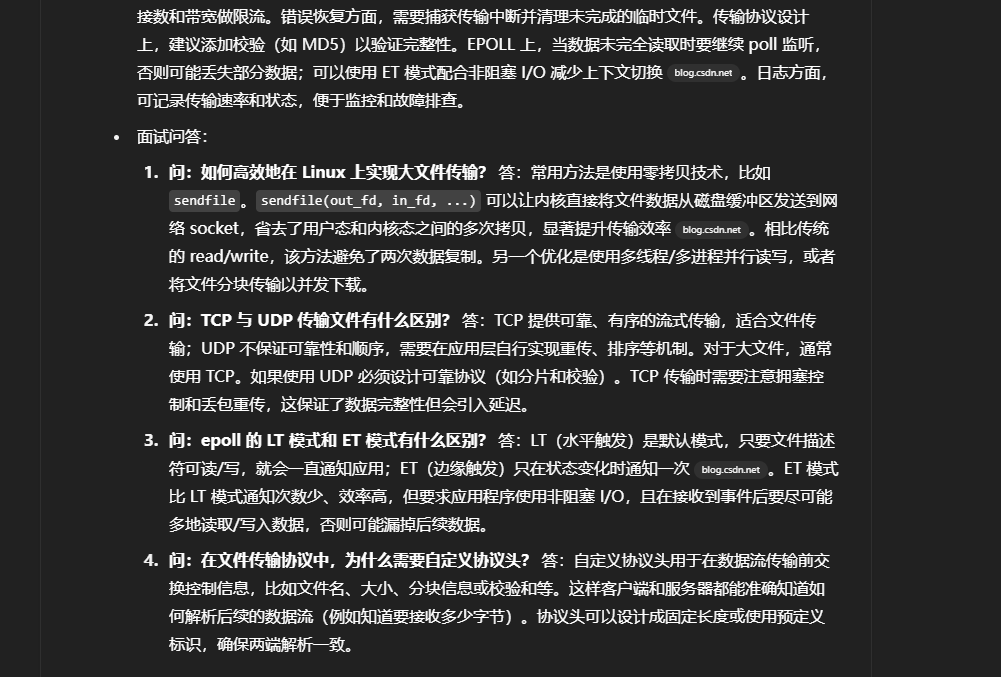 接数和带宽做限流。错误恢复方面，需要捕获传输中断并清理未完成的临时文件。传输协议设计
上，建议添加校验（如 MD5）以验证完整性。EPOLL 上，当数据未完全读取时要继续 poll 监听，
否则可能丢失部分数据；可以使用 ET 模式配合非阻塞 I/O 减少上下文切换 blog.csdn.net 。日志方面，
可记录传输速率和状态，便于监控和故障排查。
• 面试问答：
1. 问：如何高效地在 Linux 上实现大文件传输？ 答：常用方法是使用零拷贝技术，比如
sendfile 。 sendfile(out_fd, in_fd, ...) 可以让内核直接将文件数据从磁盘缓冲区发送到网
络 socket，省去了用户态和内核态之间的多次拷贝，显著提升传输效率 blog.csdn.net 。相比传统
的 read/write，该方法避免了两次数据复制。另一个优化是使用多线程/多进程并行读写，或者
将文件分块传输以并发下载。
2. 问：TCP 与 UDP 传输文件有什么区别？ 答：TCP 提供可靠、有序的流式传输，适合文件传
输；UDP 不保证可靠性和顺序，需要在应用层自行实现重传、排序等机制。对于大文件，通常
使用 TCP。如果使用 UDP 必须设计可靠协议（如分片和校验）。TCP 传输时需要注意拥塞控
制和丢包重传，这保证了数据完整性但会引入延迟。
3. 问：epoll 的 LT 模式和 ET 模式有什么区别？ 答：LT（水平触发）是默认模式，只要文件描述
符可读/写，就会一直通知应用；ET（边缘触发）只在状态变化时通知一次 blog.csdn.net 。ET 模式
比 LT 模式通知次数少、效率高，但要求应用程序使用非阻塞 I/O，且在接收到事件后要尽可能
多地读取/写入数据，否则可能漏掉后续数据。
4. 问：在文件传输协议中，为什么需要自定义协议头？ 答：自定义协议头用于在数据流传输前交
换控制信息，比如文件名、大小、分块信息或校验和等。这样客户端和服务器都能准确知道如
何解析后续的数据流（例如知道要接收多少字节）。协议头可以设计成固定长度或使用预定义
标识，确保两端解析一致。